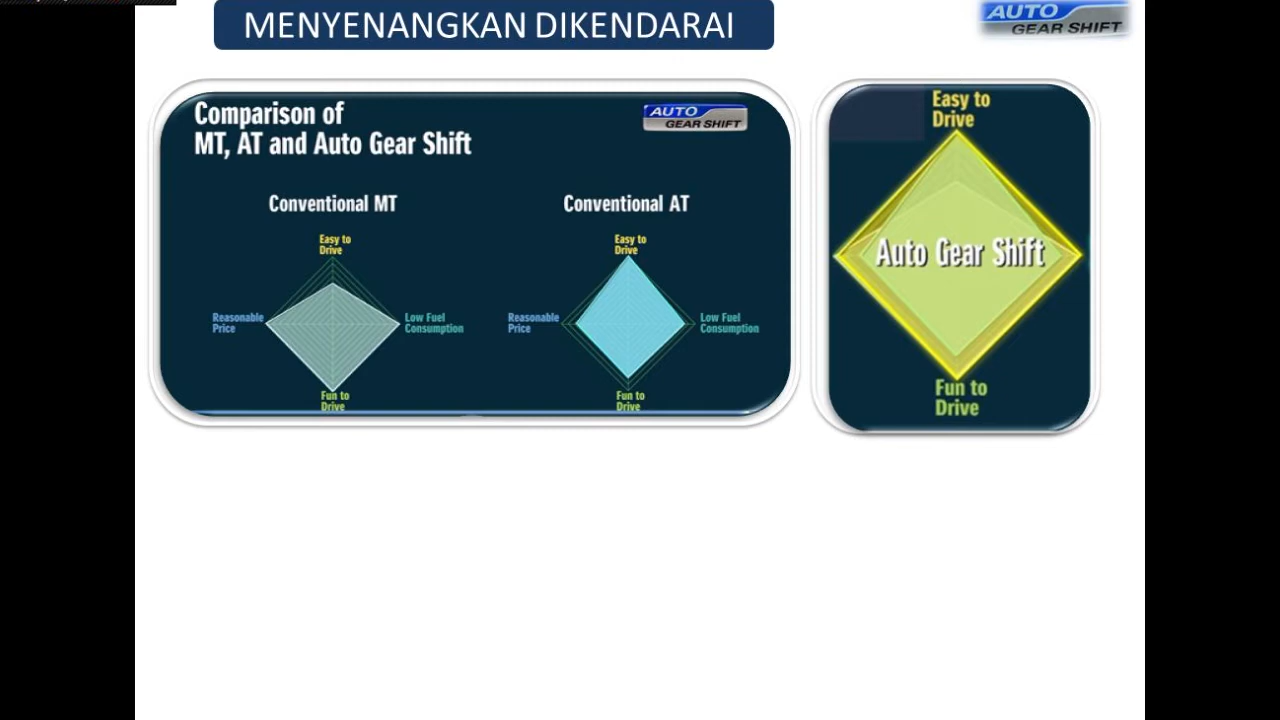 MENYENANGKAN DIKENDARAI
AUTO
GEAR SHIFT
Comparison of
MT, AT and Auto Gear Shift
AUTO
GEAR SHIFT
Conventional MT
Easy to
Drive
Reasonable
Price
Low Fuel
Consumption
Fun to
Drive
Conventional AT
Easy to
Drive
Reasonable
Price
Low Fuel
Consumption
Fun to
Drive
Easy to
Drive
Auto Gear Shift
Fun to
Drive